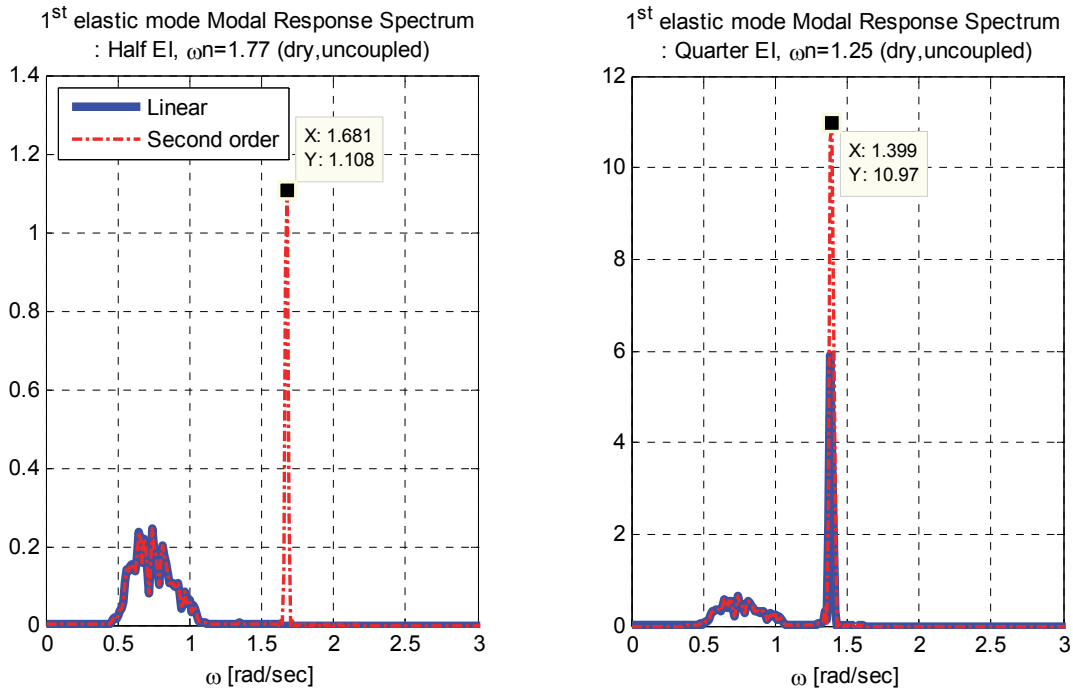 1st elastic mode Modal Response Spectrum
: Half EI, ωn=1.77 (dry,uncoupled)
1.4
1.2
1
0.8
0.6
0.4
0.2
0
Linear
Second order
X: 1.681
Y: 1.108
0 0.5 1 1.5 2 2.5 3
ω [rad/sec]
1st elastic mode Modal Response Spectrum
: Quarter EI, ωn=1.25 (dry,uncoupled)
12
10
8
6
4
2
0
X: 1.399
Y: 10.97
0 0.5 1 1.5 2 2.5 3
ω [rad/sec]